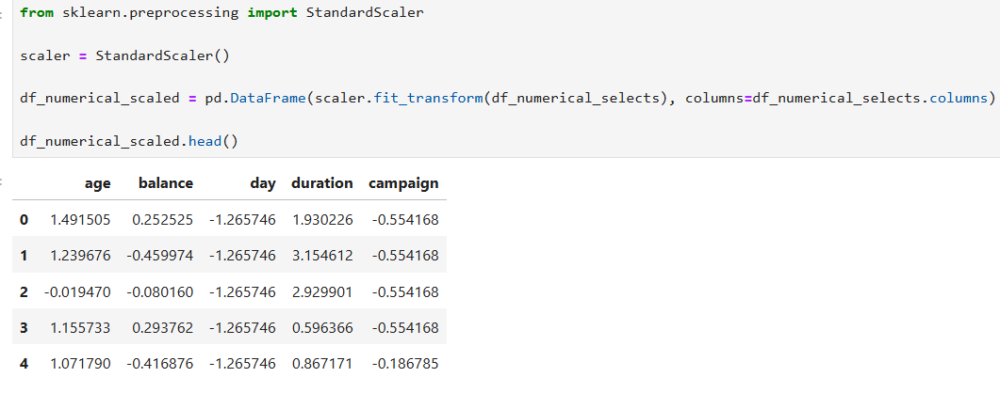 from sklearn.preprocessing import StandardScaler
scaler = StandardScaler()
df_numerical_scaled = pd.DataFrame(scaler.fit_transform(df_numerical_selects), columns=df_numerical_selects.columns)
df_numerical_scaled.head()
age balance day duration campaign
0 1.491505 0.252525 -1.265746 1.930226 -0.554168
1 1.239676 -0.459974 -1.265746 3.154612 -0.554168
2 -0.019470 -0.080160 -1.265746 2.929901 -0.554168
3 1.155733 0.293762 -1.265746 0.596366 -0.554168
4 1.071790 -0.416876 -1.265746 0.867171 -0.186785